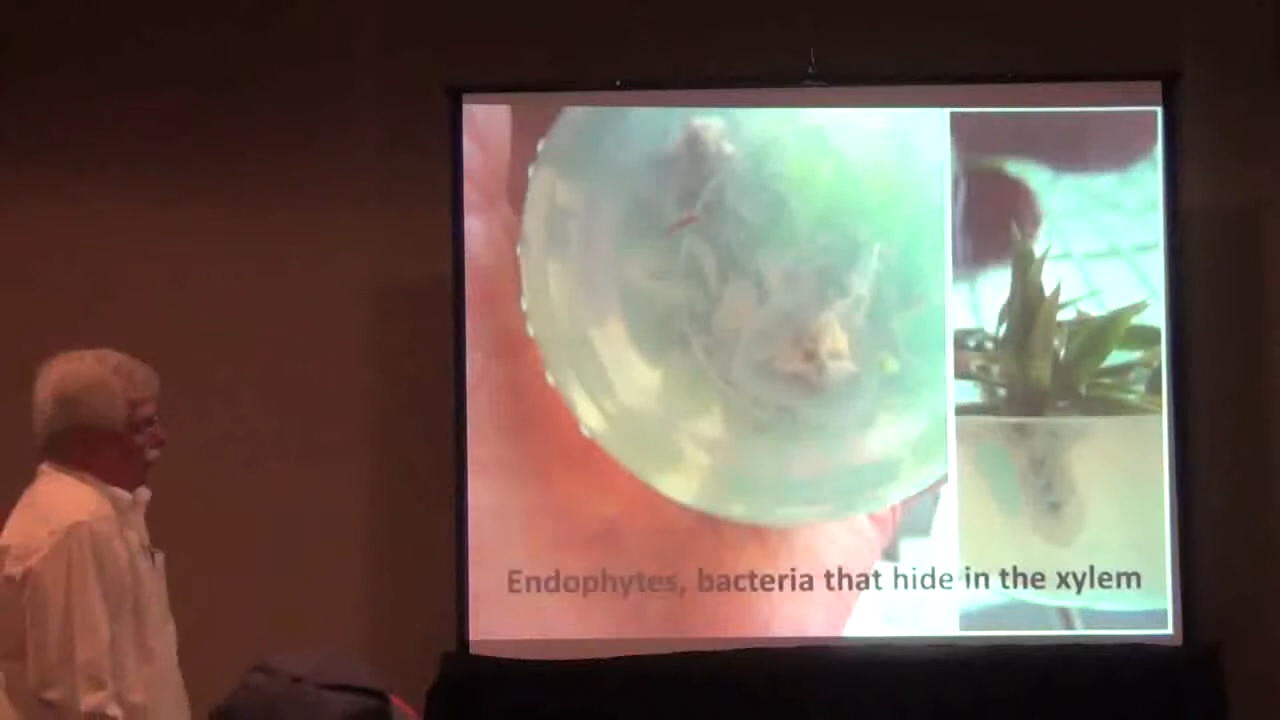 Endophytes, bacteria that hide in the xylem